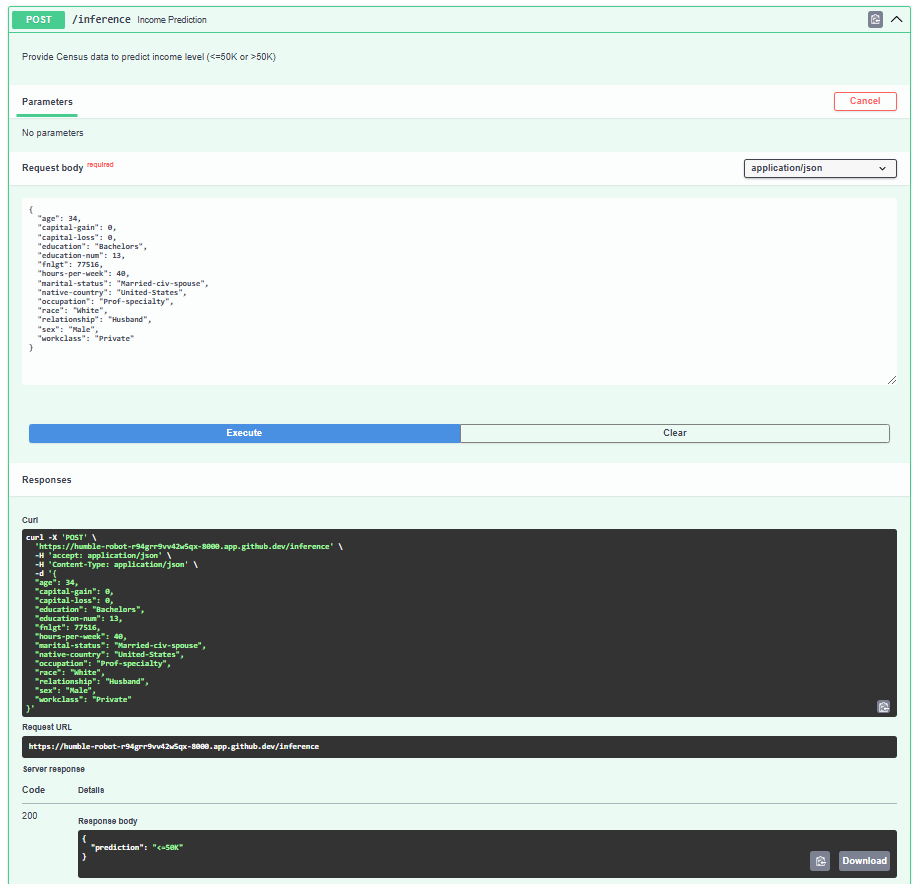 POST /inference Income Prediction
Provide Census data to predict income level (<=50K or >50K)
Parameters
Cancel
No parameters
Request body required
application/json
{
  "age": 34,
  "capital-gain": 0,
  "capital-loss": 0,
  "education": "Bachelors",
  "education-num": 13,
  "fnlgt": 77516,
  "hours-per-week": 40,
  "marital-status": "Married-civ-spouse",
  "native-country": "United-States",
  "occupation": "Prof-specialty",
  "race": "White",
  "relationship": "Husband",
  "sex": "Male",
  "workclass": "Private"
}
Execute
Clear
Responses
Curl
curl -X 'POST' \
  'https://humble-robot-r94grr9vv42w5qx-8000.app.github.dev/inference' \
  -H 'accept: application/json' \
  -H 'Content-Type: application/json' \
  -d '{
  "age": 34,
  "capital-gain": 0,
  "capital-loss": 0,
  "education": "Bachelors",
  "education-num": 13,
  "fnlgt": 77516,
  "hours-per-week": 40,
  "marital-status": "Married-civ-spouse",
  "native-country": "United-States",
  "occupation": "Prof-specialty",
  "race": "White",
  "relationship": "Husband",
  "sex": "Male",
  "workclass": "Private"
}'
Request URL
https://humble-robot-r94grr9vv42w5qx-8000.app.github.dev/inference
Server response
Code Details
200
Response body
{
  "prediction": "<=50K"
}
Download